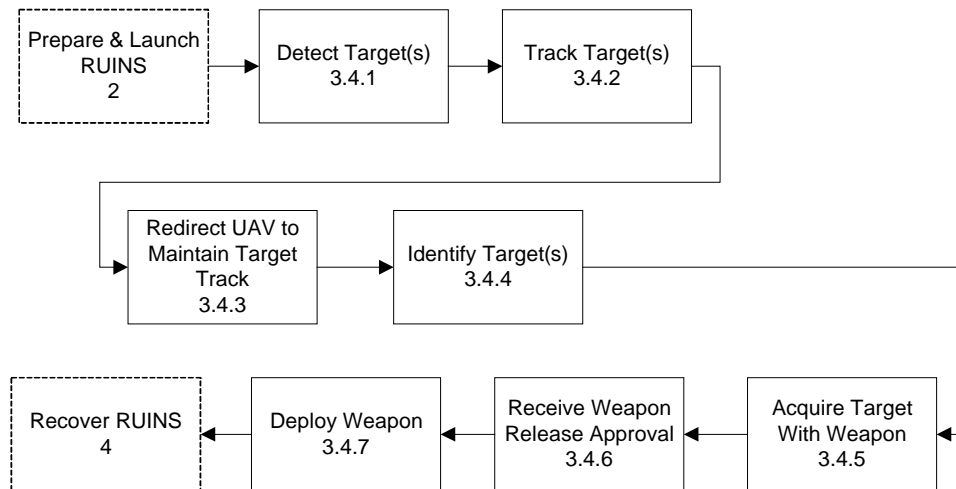 Prepare & Launch
RUINS
2
Detect Target(s)
3.4.1
Track Target(s)
3.4.2
Redirect UAV to
Maintain Target
Track
3.4.3
Identify Target(s)
3.4.4
Recover RUINS
4
Deploy Weapon
3.4.7
Receive Weapon
Release Approval
3.4.6
Acquire Target
With Weapon
3.4.5